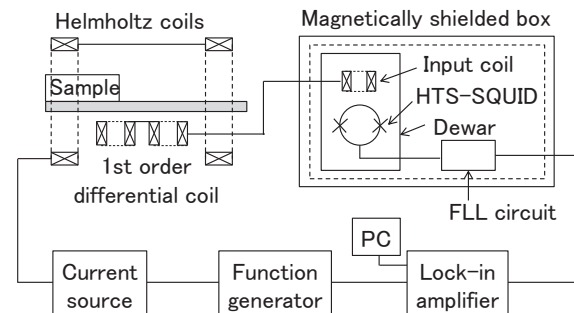 Helmholtz coils
Magnetically shielded box
Sample
Input coil
HTS-SQUID
Dewar
1st order
differential coil
FLL circuit
PC
Current
source
Function
generator
Lock-in
amplifier